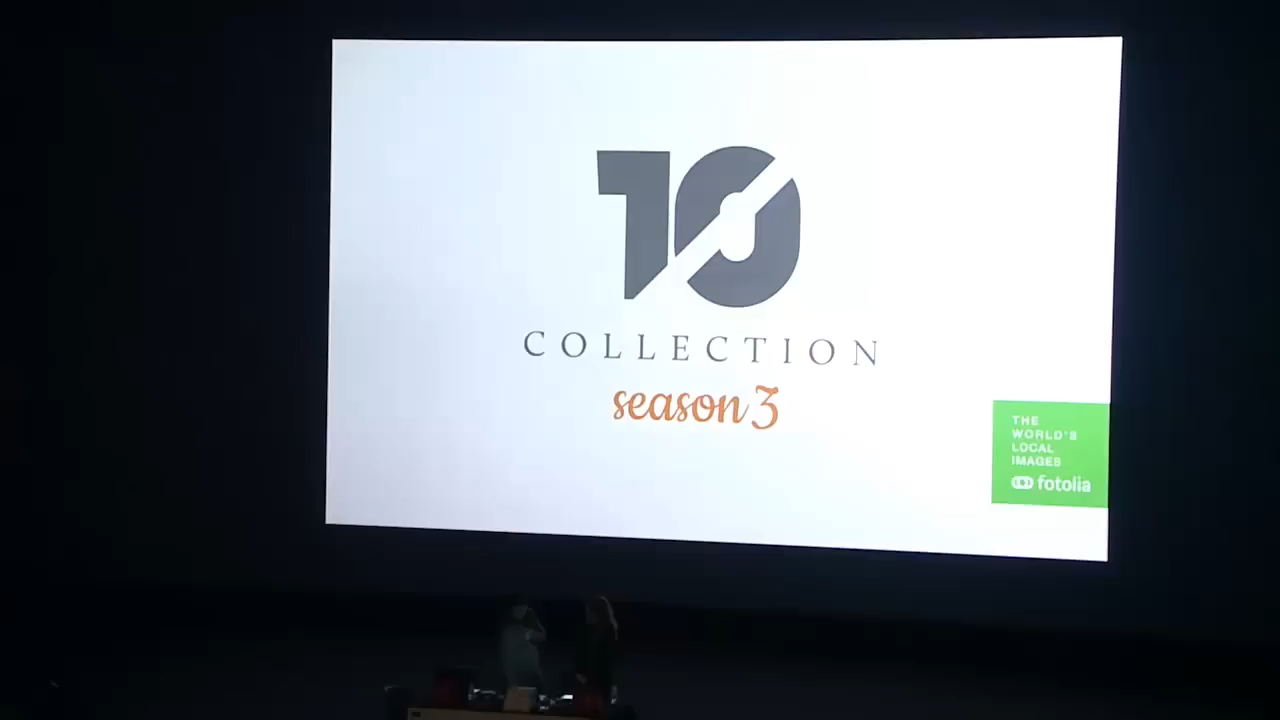 10
COLLECTION
season 3
THE
WORLD'S
LOCAL
IMAGES
fotolia